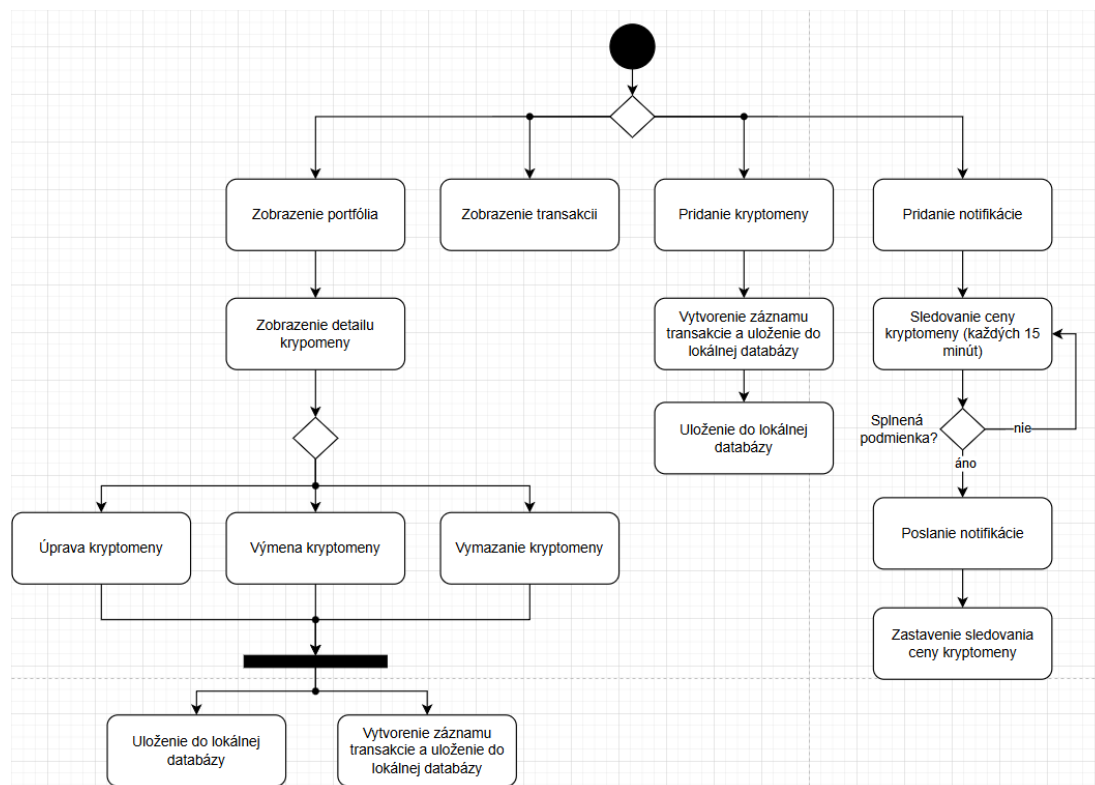 Zobrazenie portfólia
Zobrazenie transakcii
Pridanie kryptomeny
Pridanie notifikácie
Zobrazenie detailu
krypomeny
Vytvorenie záznamu
transakcie a uloženie do
lokálnej databázy
Sledovanie ceny
kryptomeny (každých 15
minút)
Uloženie do lokálnej
databázy
Splnená
podmienka?
nie
áno
Úprava kryptomeny
Výmena kryptomeny
Vymazanie kryptomeny
Poslanie notifikácie
Zastavenie sledovania
ceny kryptomeny
Uloženie do lokálnej
databázy
Vytvorenie záznamu
transakcie a uloženie do
lokálnej databázy